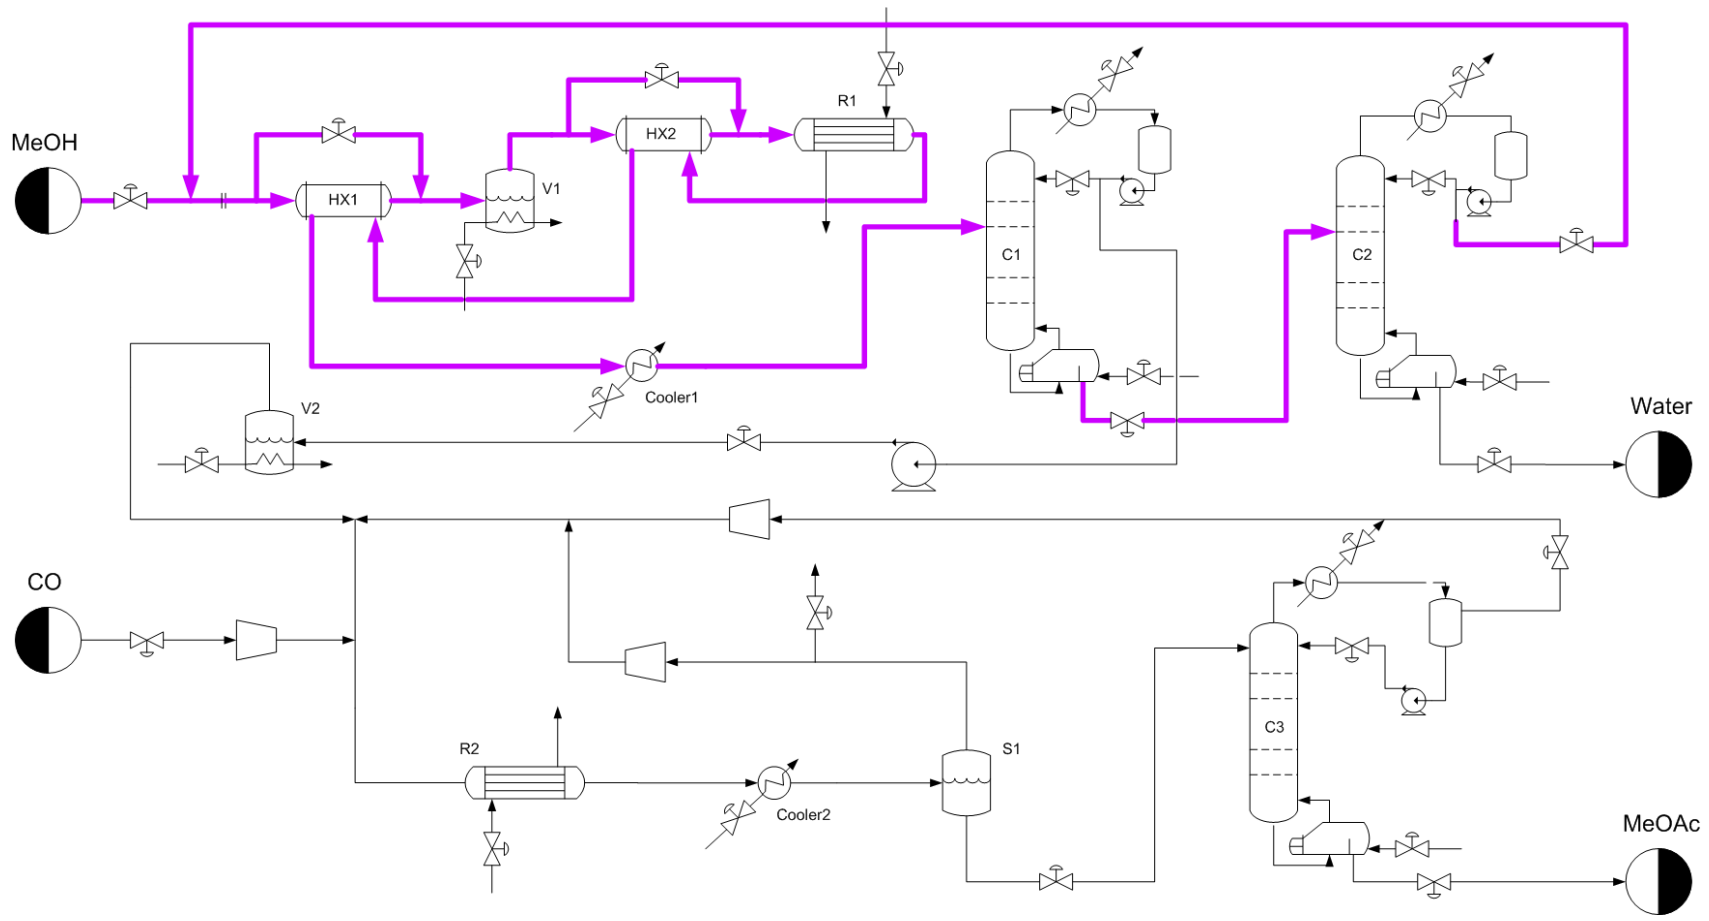 R1
HX2
MeOH
V1
HX1
C1
C2
Cooler1
V2
Water
CO
C3
R2
S1
Cooler2
MeOAc